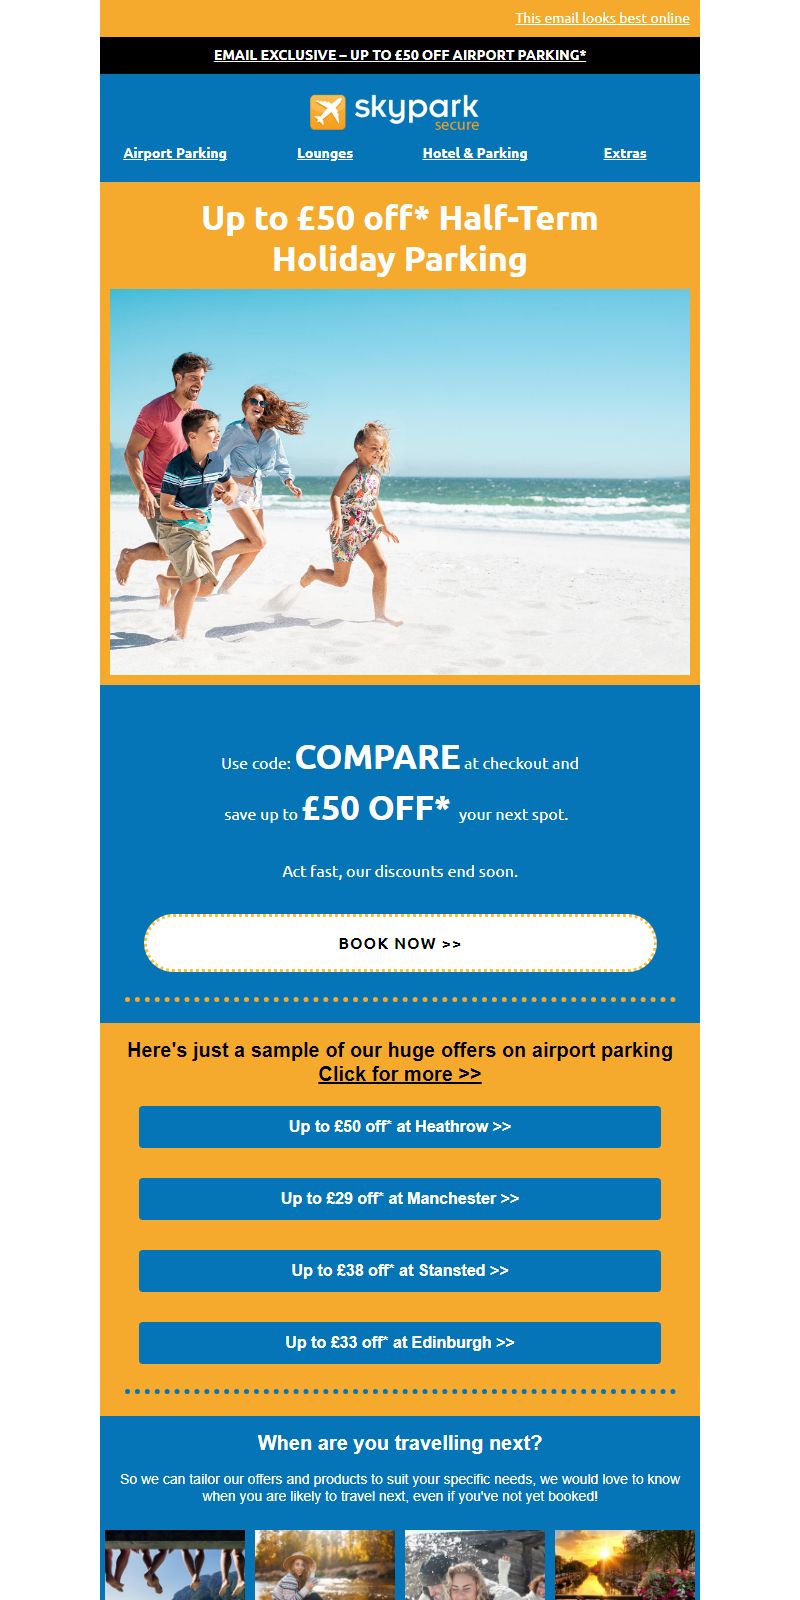 This email looks best online
EMAIL EXCLUSIVE – UP TO £50 OFF AIRPORT PARKING*
skypark
secure
Airport Parking
Lounges
Hotel & Parking
Extras
Up to £50 off* Half-Term
Holiday Parking
Use code: COMPARE at checkout and
save up to £50 OFF* your next spot.
Act fast, our discounts end soon.
BOOK NOW >>
Here's just a sample of our huge offers on airport parking
Click for more >>
Up to £50 off* at Heathrow >>
Up to £29 off* at Manchester >>
Up to £38 off* at Stansted >>
Up to £33 off* at Edinburgh >>
When are you travelling next?
So we can tailor our offers and products to suit your specific needs, we would love to know
when you are likely to travel next, even if you've not yet booked!